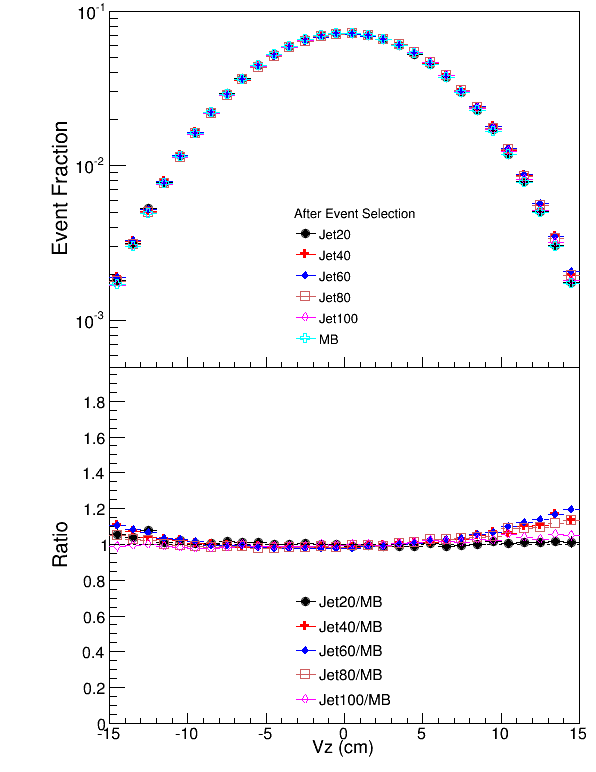 10-1
10-2
10-3
Event Fraction
After Event Selection
Jet20
Jet40
Jet60
Jet80
Jet100
MB
1.8
1.6
1.4
1.2
1
0.8
0.6
0.4
0.2
0
Ratio
Jet20/MB
Jet40/MB
Jet60/MB
Jet80/MB
Jet100/MB
-15 -10 -5 0 5 10 15
Vz (cm)